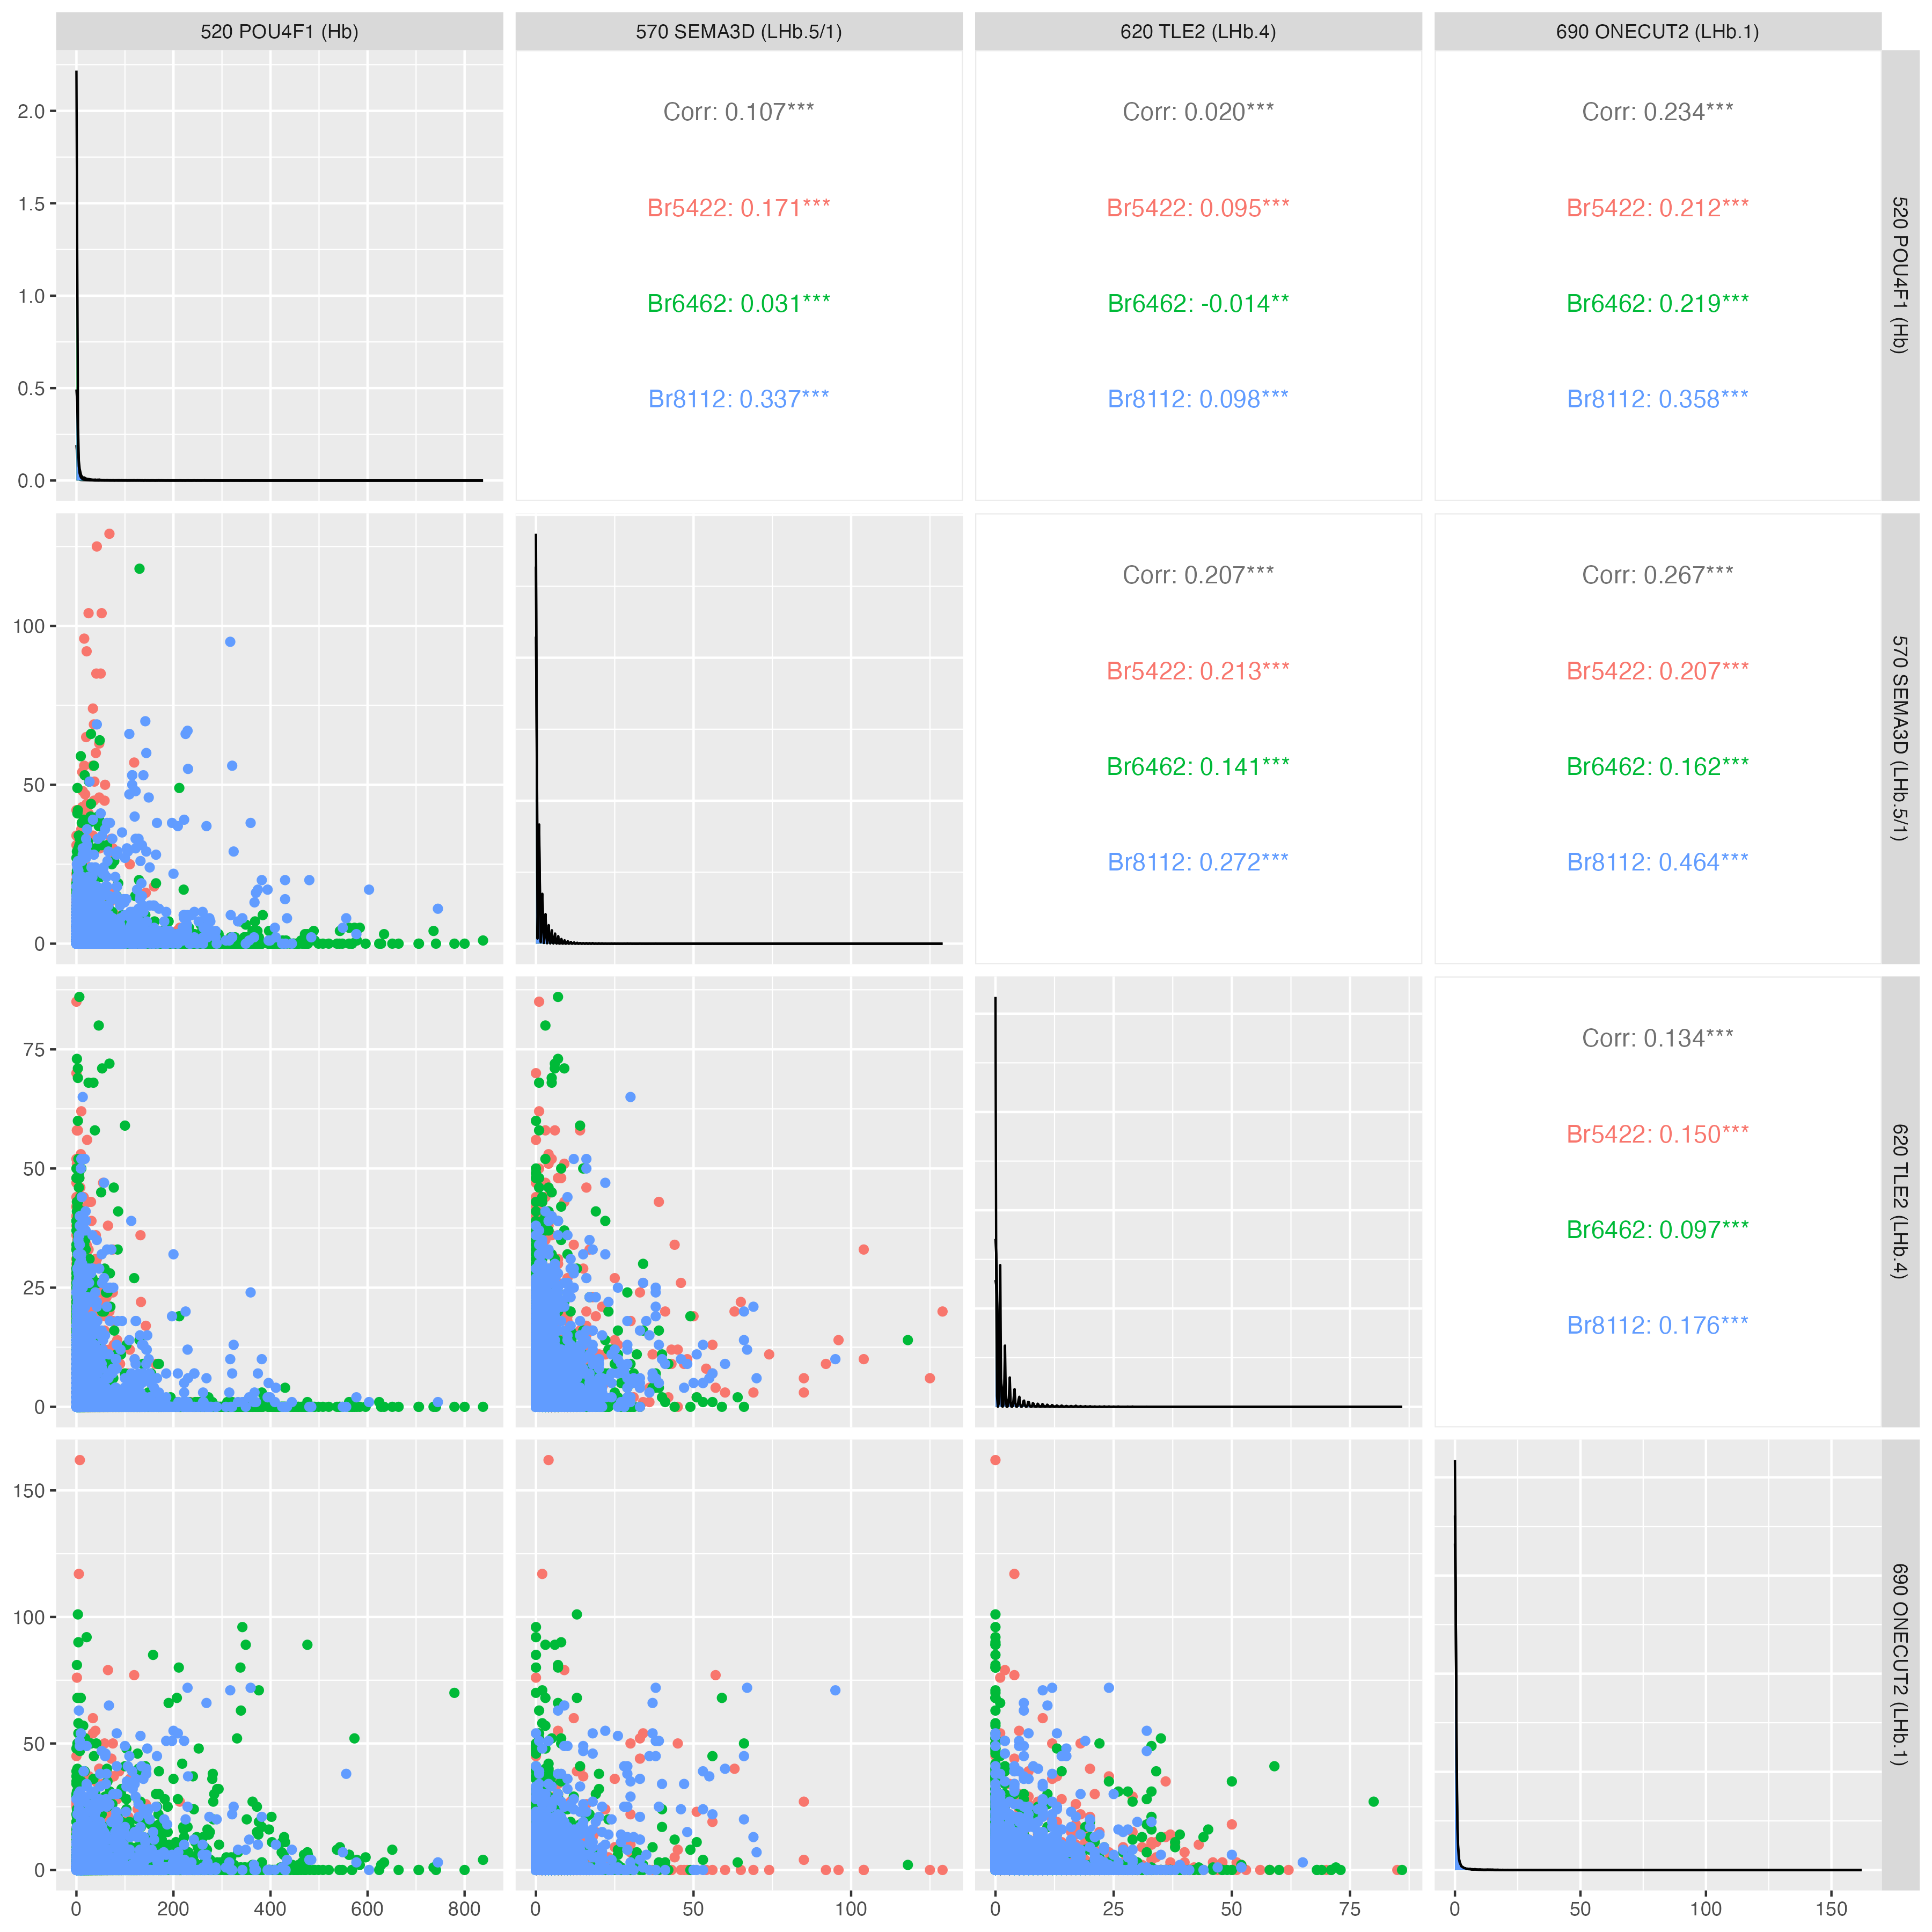 520 POU4F1 (Hb)
570 SEMA3D (LHb.5/1)
620 TLE2 (LHb.4)
690 ONECUT2 (LHb.1)
2.0
1.5
1.0
0.5
0.0
Corr: 0.107***
Br5422: 0.171***
Br6462: 0.031***
Br8112: 0.337***
Corr: 0.020***
Br5422: 0.095***
Br6462: -0.014**
Br8112: 0.098***
Corr: 0.234***
Br5422: 0.212***
Br6462: 0.219***
Br8112: 0.358***
520 POU4F1 (Hb)
100
50
0
Corr: 0.207***
Br5422: 0.213***
Br6462: 0.141***
Br8112: 0.272***
Corr: 0.267***
Br5422: 0.207***
Br6462: 0.162***
Br8112: 0.464***
570 SEMA3D (LHb.5/1)
75
50
25
0
Corr: 0.134***
Br5422: 0.150***
Br6462: 0.097***
Br8112: 0.176***
620 TLE2 (LHb.4)
150
100
50
0
690 ONECUT2 (LHb.1)
0 200 400 600 800
0 50 100
0 25 50 75
0 50 100 150